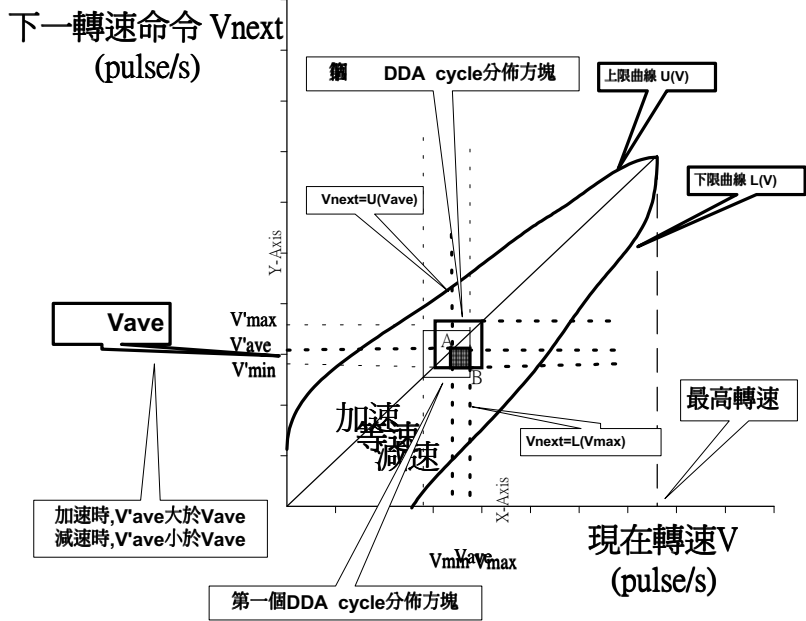 下一轉速命令 Vnext
(pulse/s)
個 DDA cycle分佈方塊
上限曲線 U(V)
下限曲線 L(V)
Vnext=U(Vave)
Y-Axis
Vave
V'max
V'ave
V'min
A
B
加速
等速
減速
最高轉速
Vnext=L(Vmax)
X-Axis
加速時,V'ave大於Vave
減速時,V'ave小於Vave
Vmin
Vave
Vmax
現在轉速V
(pulse/s)
第一個DDA cycle分佈方塊